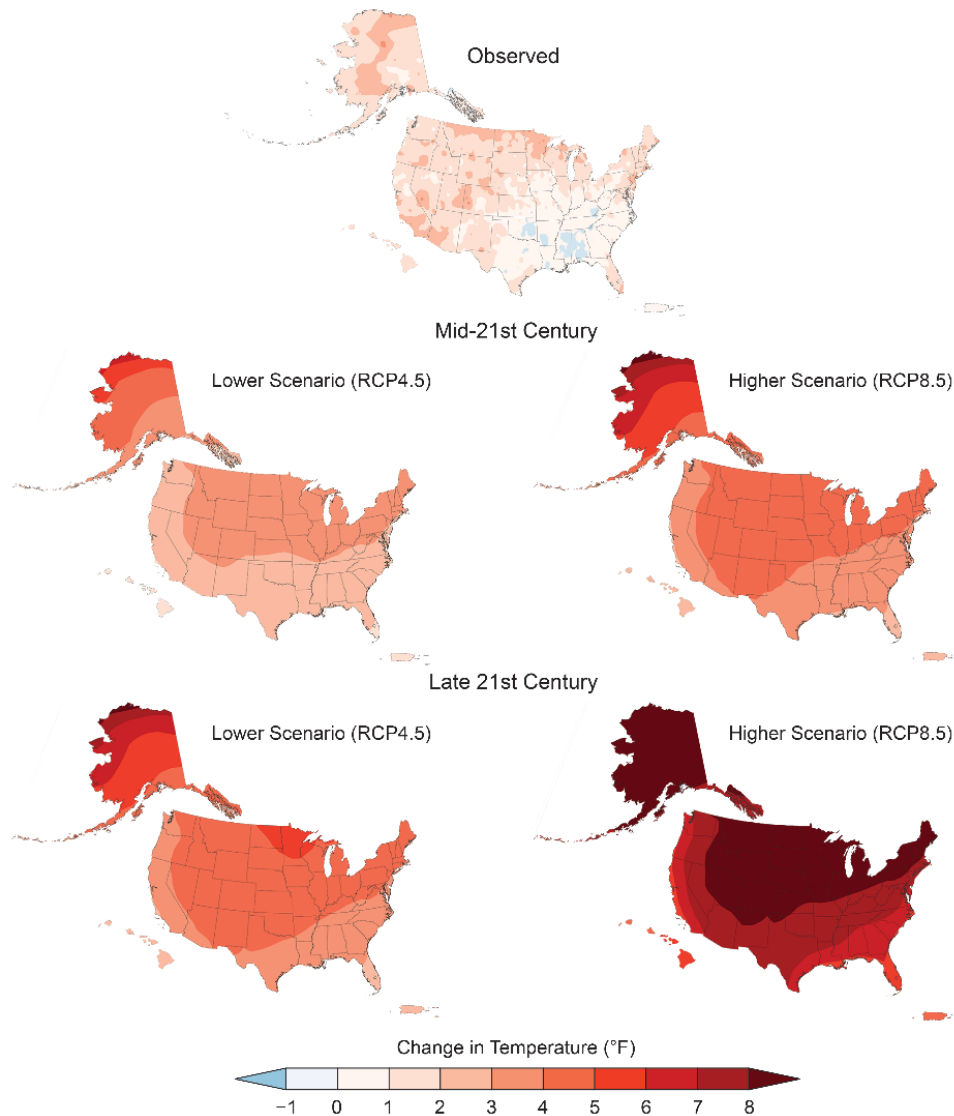 Observed
Mid-21st Century
Lower Scenario (RCP4.5)
Higher Scenario (RCP8.5)
Late 21st Century
Lower Scenario (RCP4.5)
Higher Scenario (RCP8.5)
Change in Temperature (°F)
−1 0 1 2 3 4 5 6 7 8